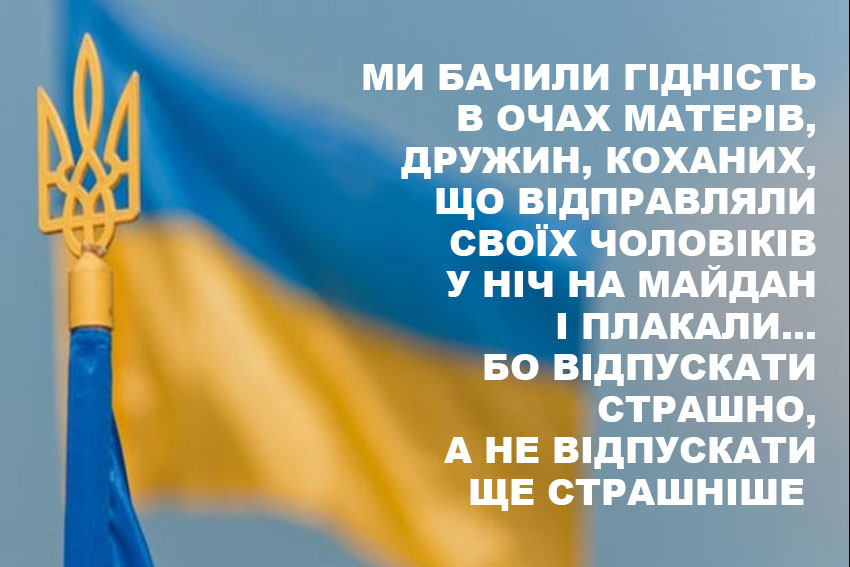 МИ БАЧИЛИ ГІДНІСТЬ
В ОЧАХ МАТЕРІВ,
ДРУЖИН, КОХАНИХ,
ЩО ВІДПРАВЛЯЛИ
СВОЇХ ЧОЛОВІКІВ
У НІЧ НА МАЙДАН
І ПЛАКАЛИ...
БО ВІДПУСКАТИ
СТРАШНО,
А НЕ ВІДПУСКАТИ
ЩЕ СТРАШНІШЕ